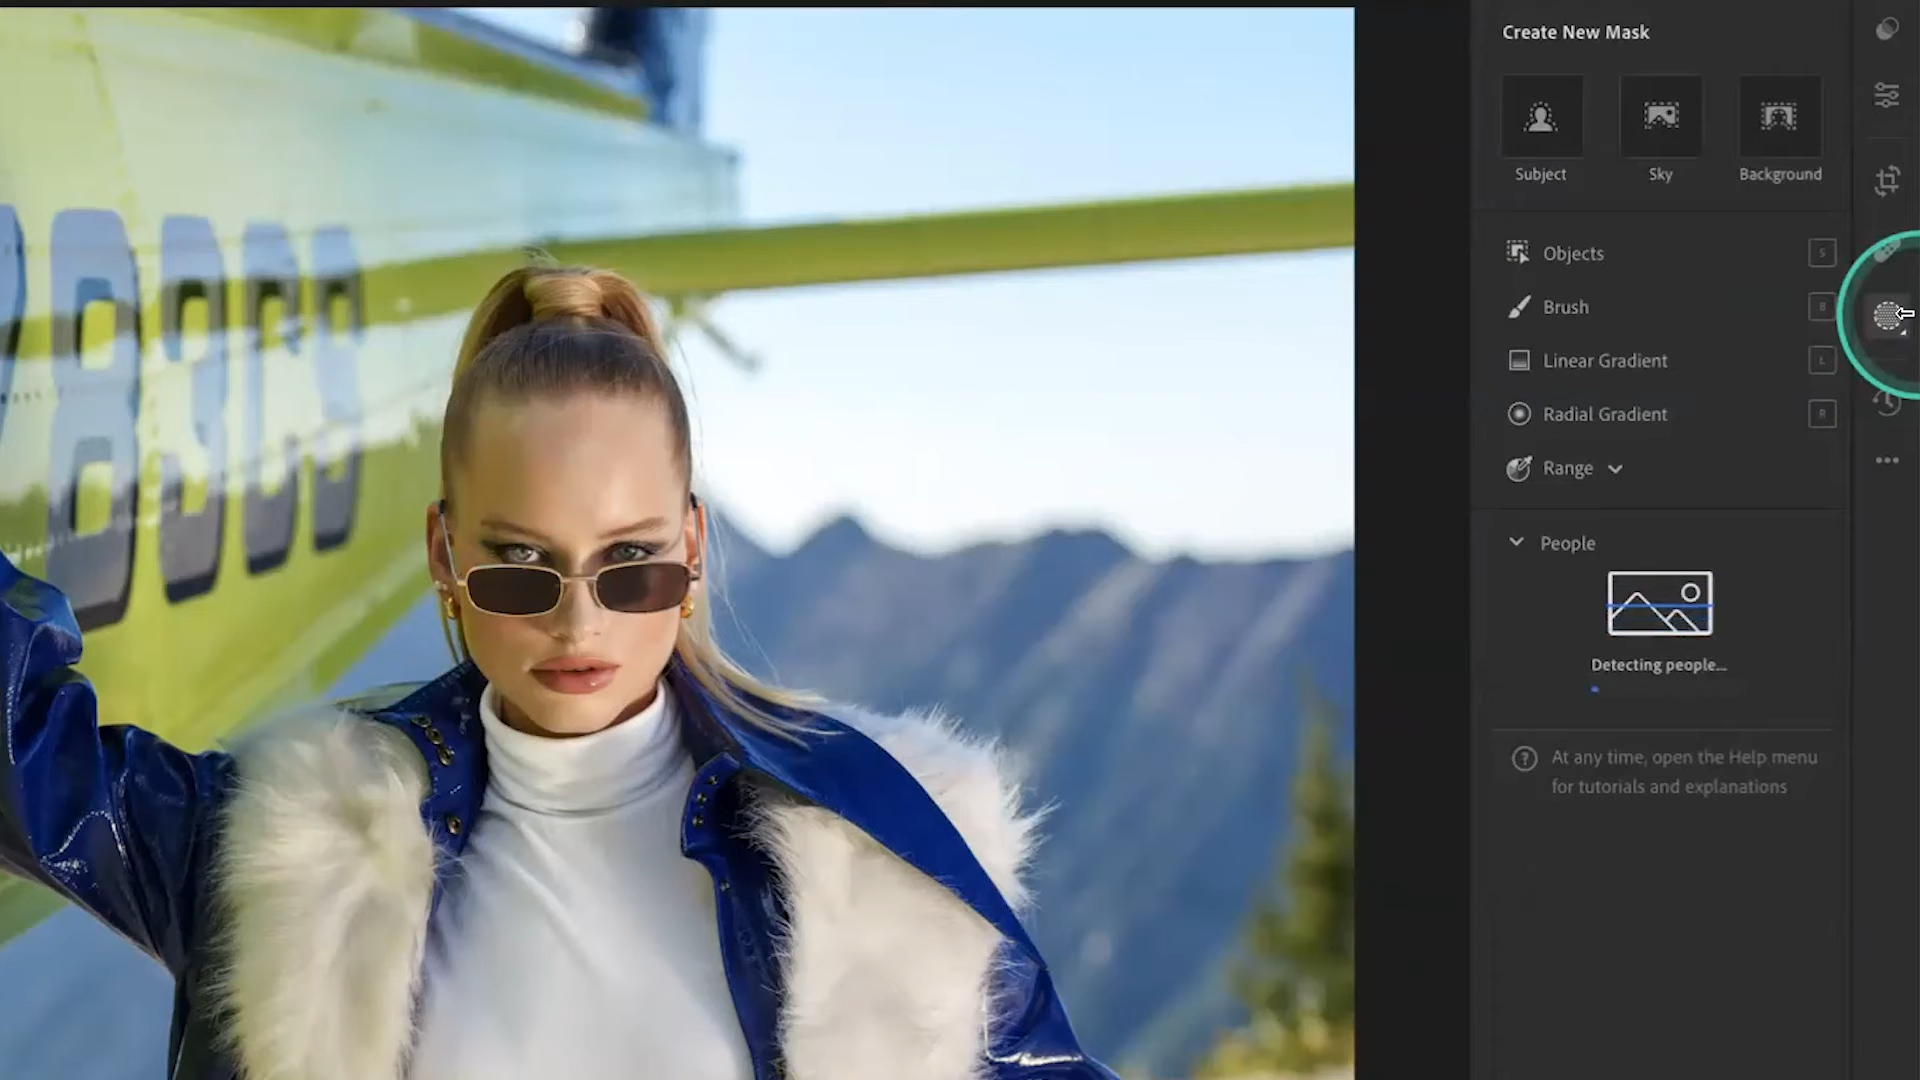 Create New Mask
Subject
Sky
Background
Objects
S
Brush
B
Linear Gradient
L
Radial Gradient
R
Range
People
Detecting people...
? At any time, open the Help menu
for tutorials and explanations